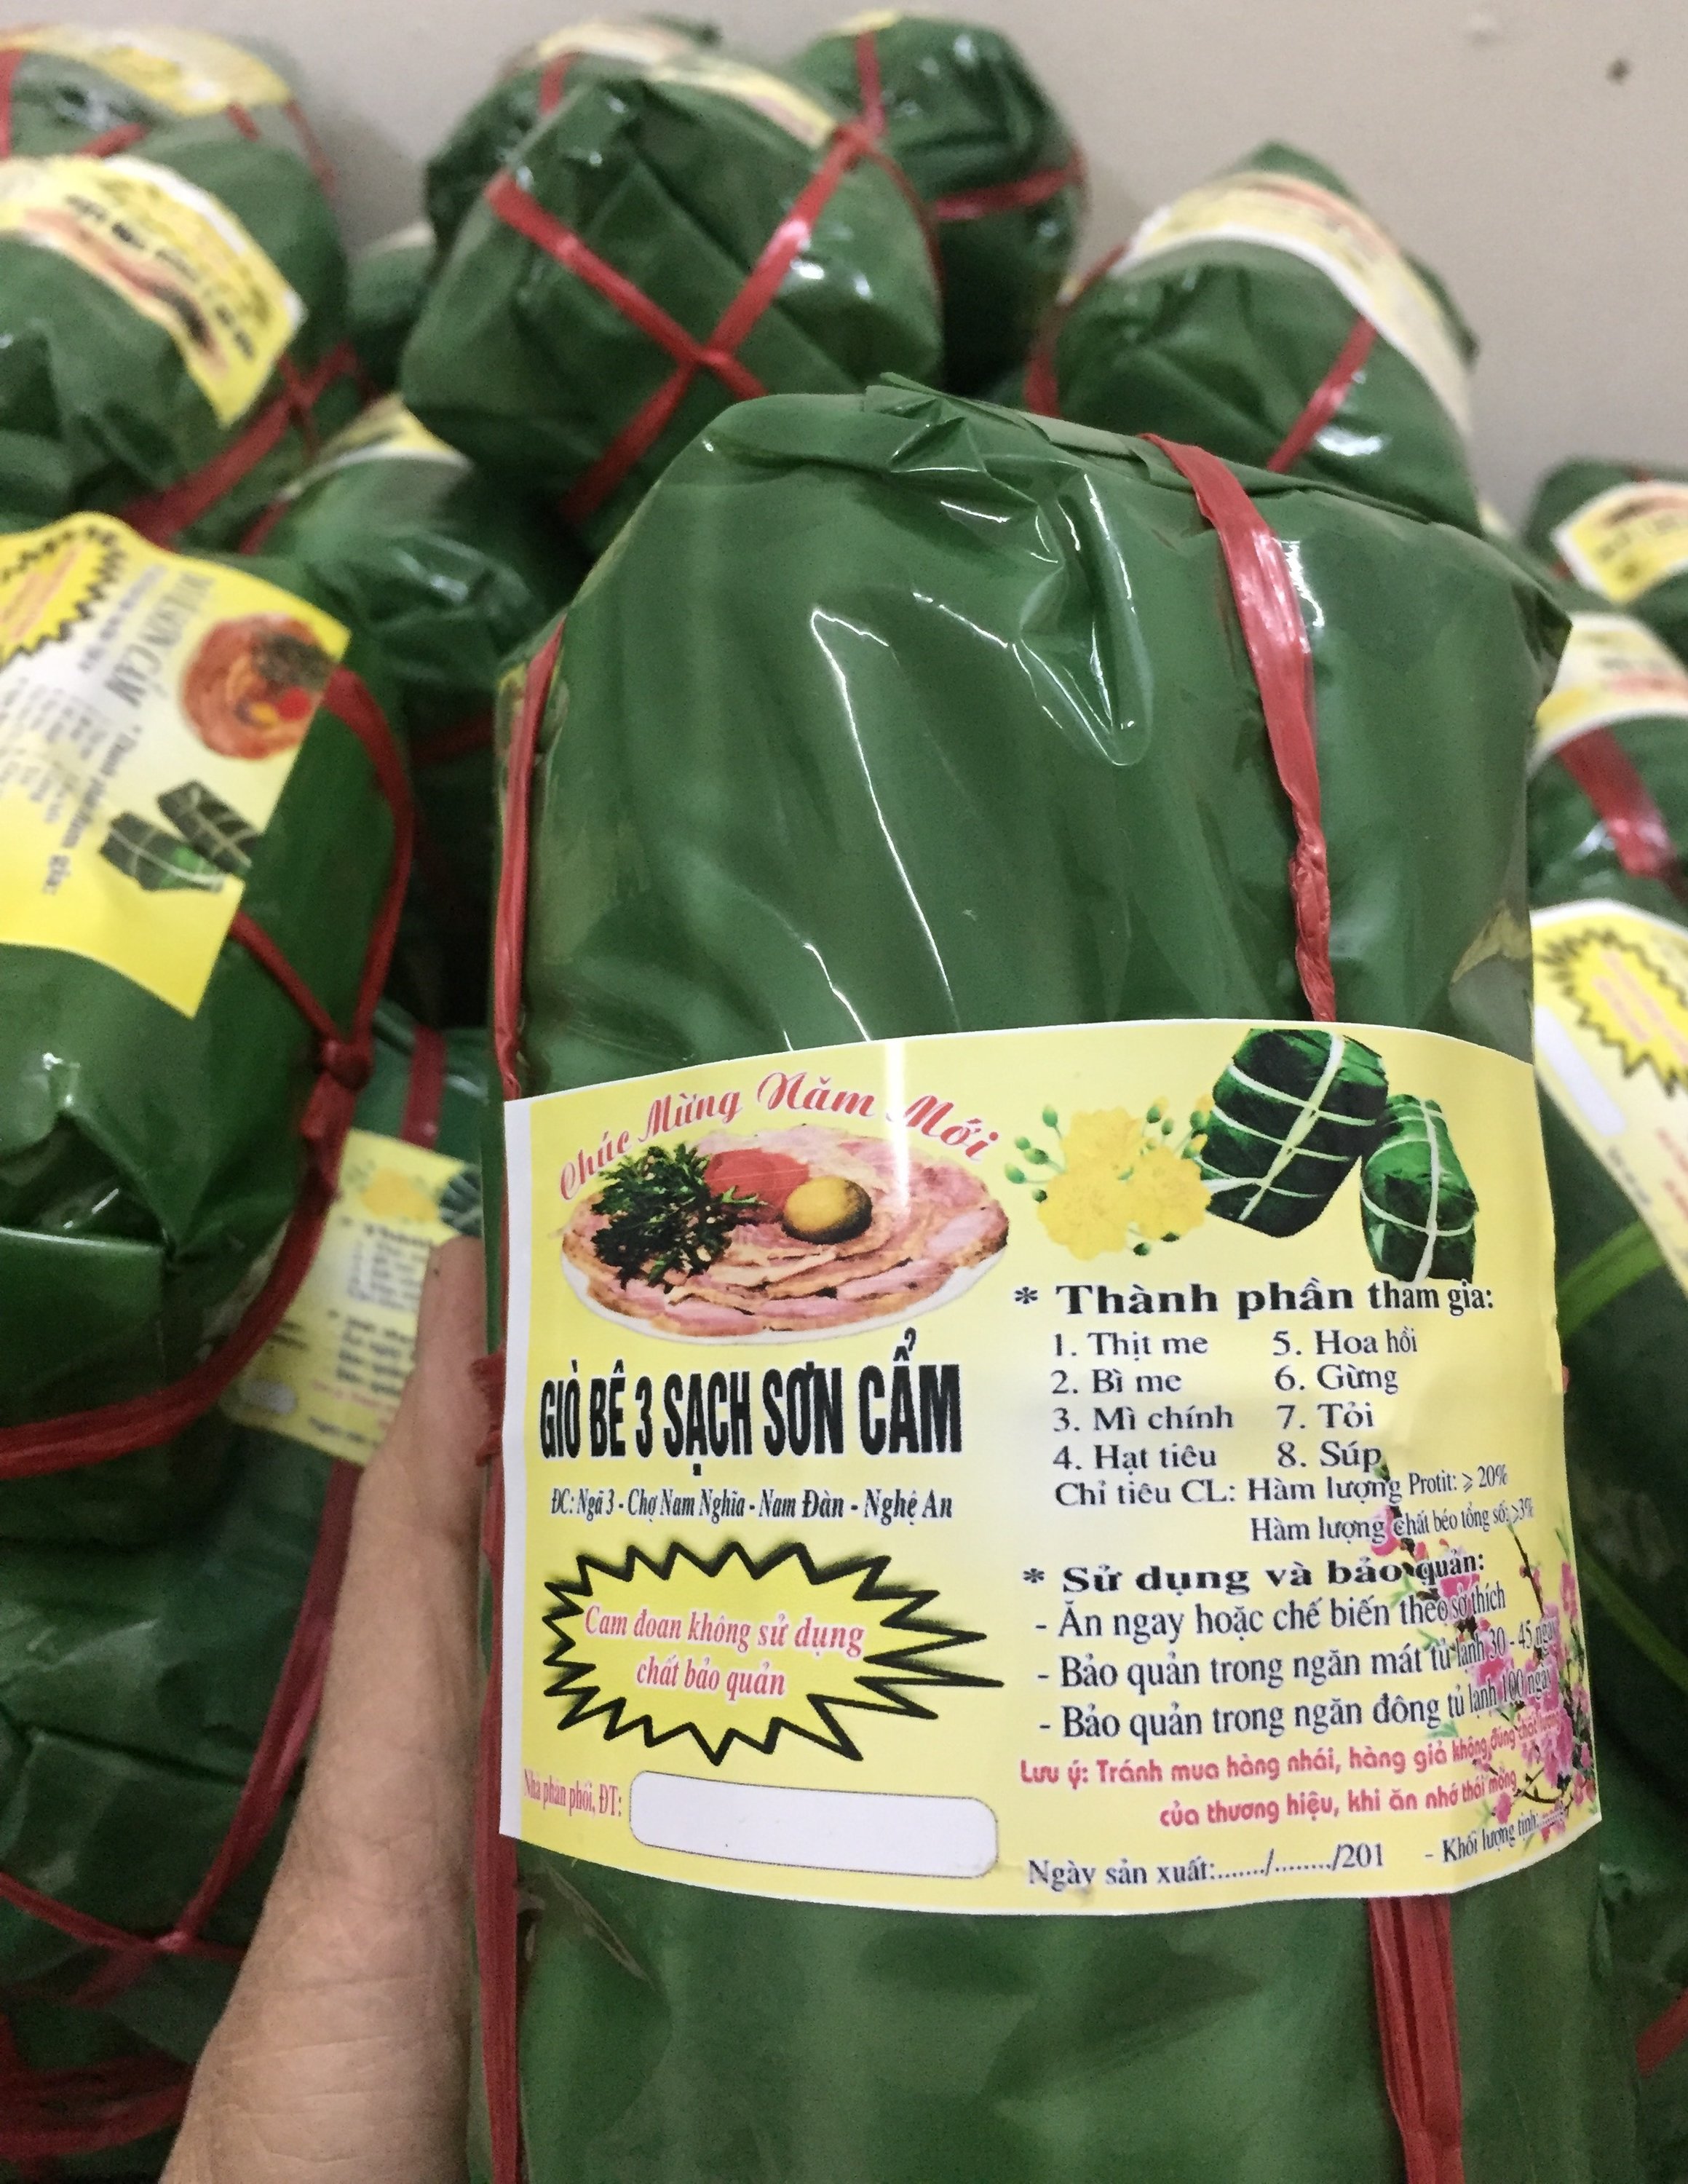 Chúc Mừng Năm Mới
GIÒ BÊ 3 SẠCH SƠN CẨM
ĐC: Ngã 3 - Chợ Nam Nghĩa - Nam Đàn - Nghệ An
Cam đoan không sử dụng
chất bảo quản
Nhà phân phối, ĐT:
* Thành phần tham gia:
1. Thịt me 5. Hoa hồi
2. Bì me 6. Gừng
3. Mì chính 7. Tỏi
4. Hạt tiêu 8. Súp
Chỉ tiêu CL: Hàm lượng Protit: ⩾ 20%
Hàm lượng chất béo tổng số: >3%
* Sử dụng và bảo quản:
- Ăn ngay hoặc chế biến theo sở thích
- Bảo quản trong ngăn mát tủ lạnh 30 - 45 ngày
- Bảo quản trong ngăn đông tủ lạnh 100 ngày
Lưu ý: Tránh mua hàng nhái, hàng giả không đúng chất lượng
của thương hiệu, khi ăn nhớ thái mỏng
Ngày sản xuất:......./......../201 - Khối lượng tịnh:.......